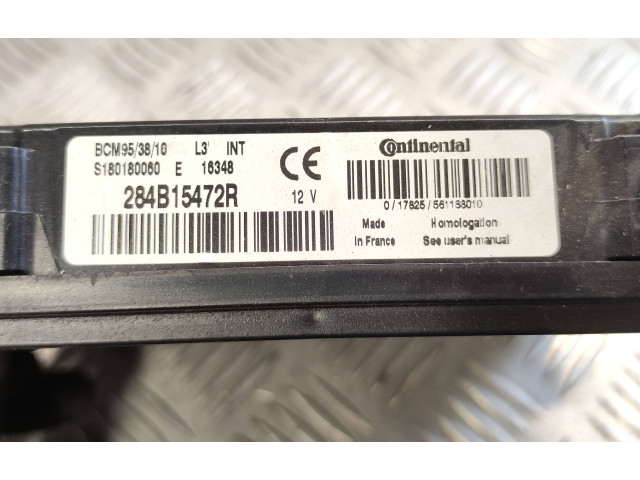 BCM95/38/10 L3' INT
S180180060 E 16348
284B15472R
CE
12 V
Continental
0/17825/561188010
Made
in France
Homologation
See user's manual